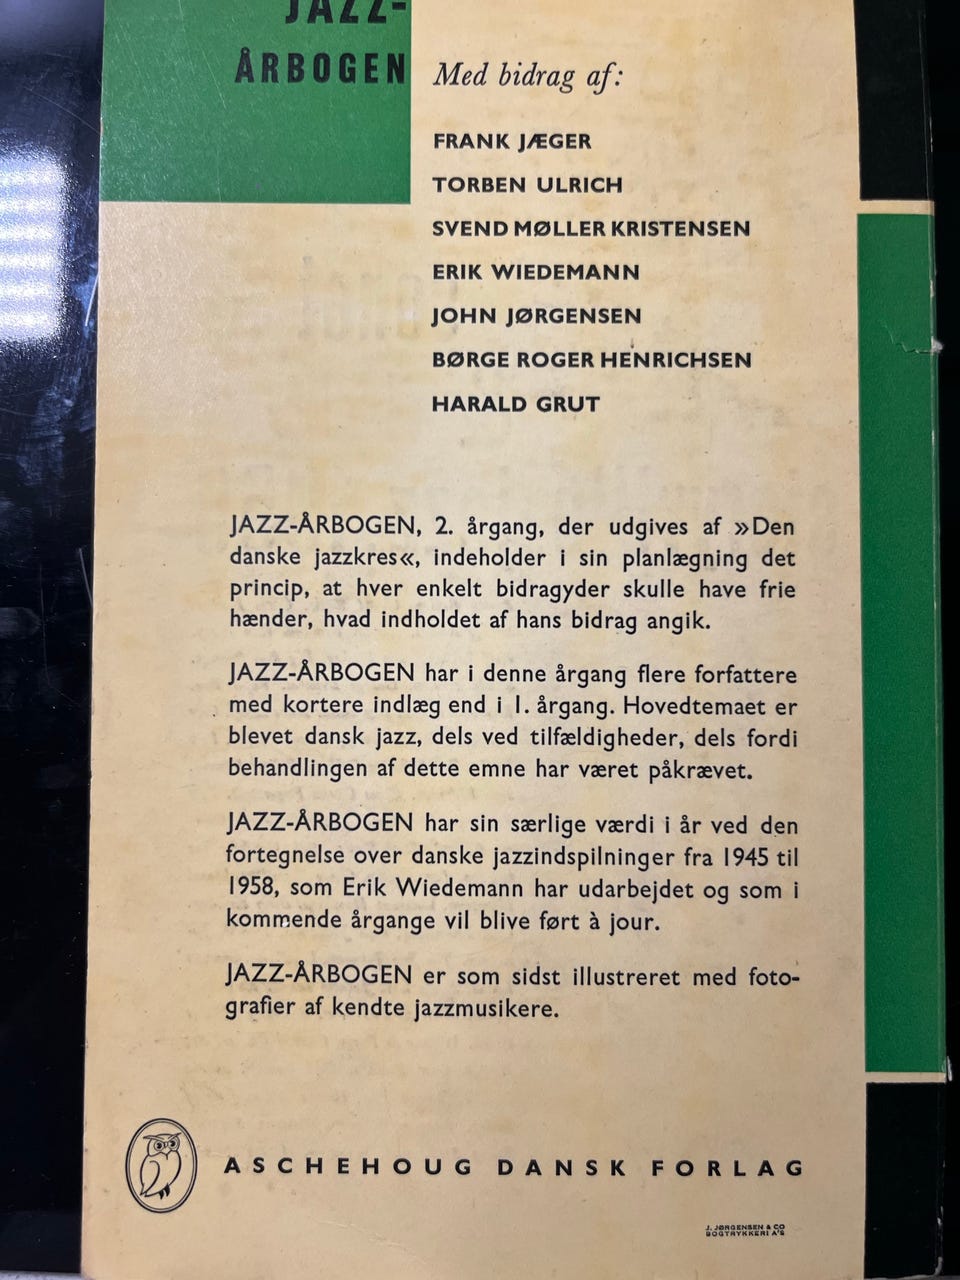 JAZZ-
ÅRBOGEN
Med bidrag af:
FRANK JÆGER
TORBEN ULRICH
SVEND MØLLER KRISTENSEN
ERIK WIEDEMANN
JOHN JØRGENSEN
BØRGE ROGER HENRICHSEN
HARALD GRUT
JAZZ-ÅRBOGEN, 2. årgang, der udgives af »Den
danske jazzkres«, indeholder i sin planlægning det
princip, at hver enkelt bidragyder skulle have frie
hænder, hvad indholdet af hans bidrag angik.
JAZZ-ÅRBOGEN har i denne årgang flere forfattere
med kortere indlæg end i 1. årgang. Hovedtemaet er
blevet dansk jazz, dels ved tilfældigheder, dels fordi
behandlingen af dette emne har været påkrævet.
JAZZ-ÅRBOGEN har sin særlige værdi i år ved den
fortegnelse over danske jazzindspilninger fra 1945 til
1958, som Erik Wiedemann har udarbejdet og som i
kommende årgange vil blive ført à jour.
JAZZ-ÅRBOGEN er som sidst illustreret med foto-
grafier af kendte jazzmusikere.
ASCHEHOUG DANSK FORLAG
J. JØRGENSEN & CO
BOGTRYKKERI A/S